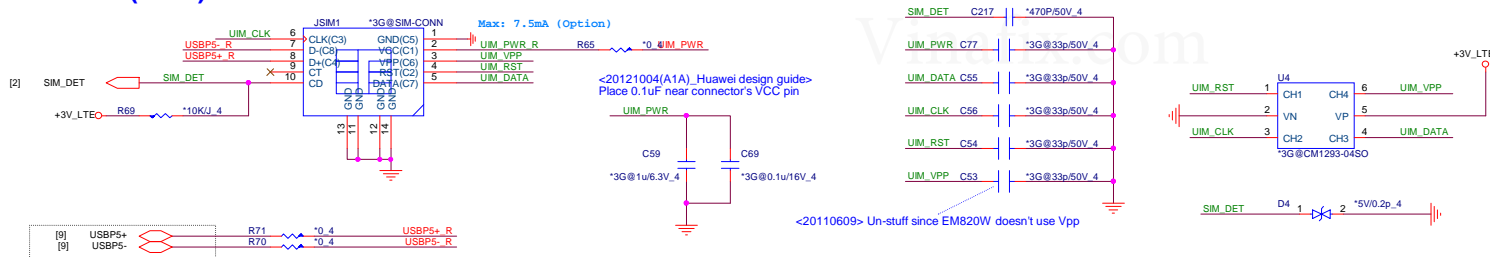 JSIM1 *3G@SIM-CONN
Max: 7.5mA (Option)
UIM_CLK 6 CLK(C3) GND(C5) 1
USBP5-_R 7 D-(C8) VCC(C1) 2 UIM_PWR_R R65 *0_4 UIM_PWR
USBP5+_R 8 D+(C4) VPP(C6) 3 UIM_VPP
9 CT RST(C2) 4 UIM_RST
[2] SIM_DET SIM_DET 10 CD DATA(C7) 5 UIM_DATA
GND GND GND GND
13 11 12 14
+3V_LTE R69 *10K/J_4
<20121004(A1A)_Huawei design guide>
Place 0.1uF near connector's VCC pin
UIM_PWR
C59 C69
*3G@1u/6.3V_4 *3G@0.1u/16V_4
[9] USBP5+ R71 *0_4 USBP5+_R
[9] USBP5- R70 *0_4 USBP5-_R
SIM_DET C217 *470P/50V_4
UIM_PWR C77 *3G@33p/50V_4
UIM_DATA C55 *3G@33p/50V_4
UIM_CLK C56 *3G@33p/50V_4
UIM_RST C54 *3G@33p/50V_4
UIM_VPP C53 *3G@33p/50V_4
<20110609> Un-stuff since EM820W doesn't use Vpp
Vinafix.com
+3V_LTE
U4
UIM_RST 1 CH1 CH4 6 UIM_VPP
2 VN VP 5
UIM_CLK 3 CH2 CH3 4 UIM_DATA
*3G@CM1293-04SO
SIM_DET D4 1 2 *5V/0.2p_4